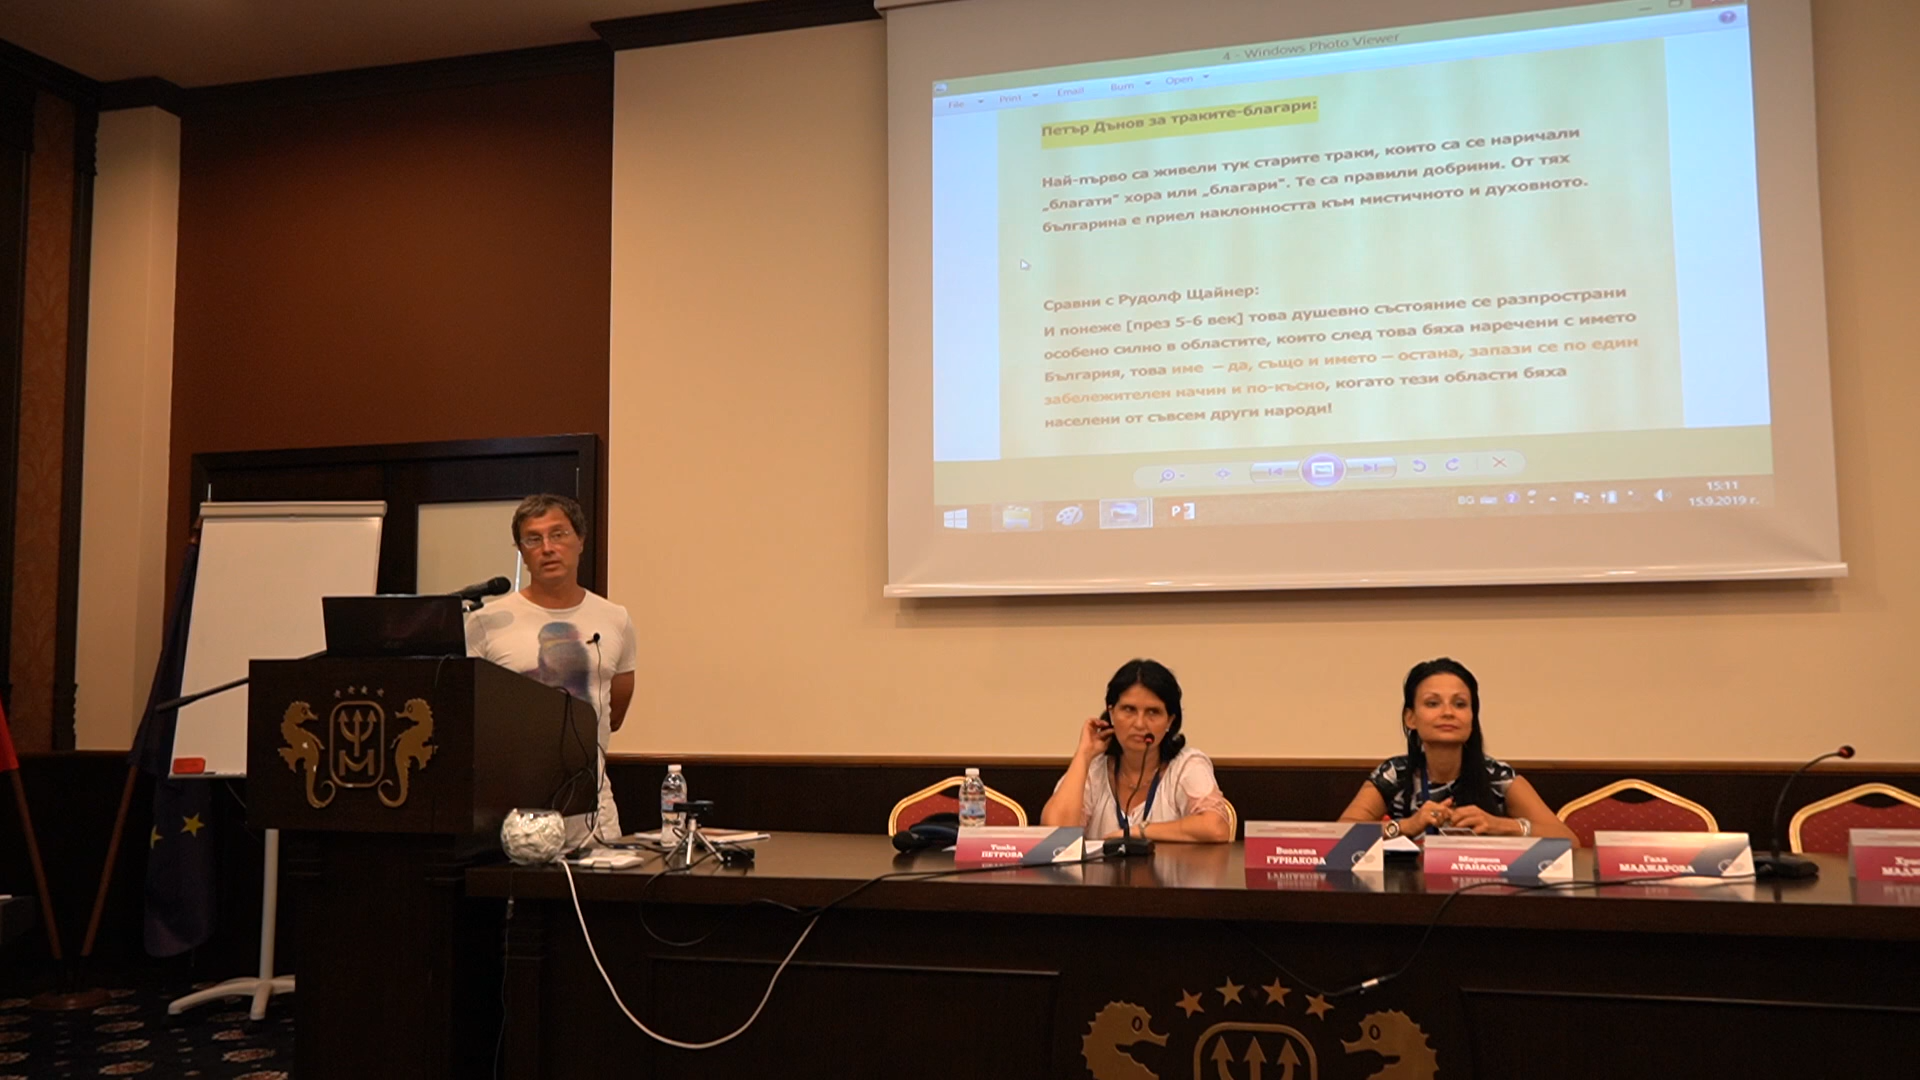 4 - Windows Photo Viewer
File Print Email Burn Open
Петър Дънов за траките-благари:
Най-първо са живели тук старите траки, които са се наричали
„благати" хора или „благари". Те са правили добрини. От тях
българина е приел наклонността към мистичното и духовното.
Сравни с Рудолф Щайнер:
И понеже [през 5-6 век] това душевно състояние се разпространи
особено силно в областите, които след това бяха наречени с името
България, това име – да, също и името – остана, запази се по един
забележителен начин и по-късно, когато тези области бяха
населени от съвсем други народи!
BG
15:11
15.9.2019 г.
М
Тинка
ПЕТРОВА
Виолета
ГУРНАКОВА
Мартин
АТАНАСОВ
Гала
МАДЖАРОВА